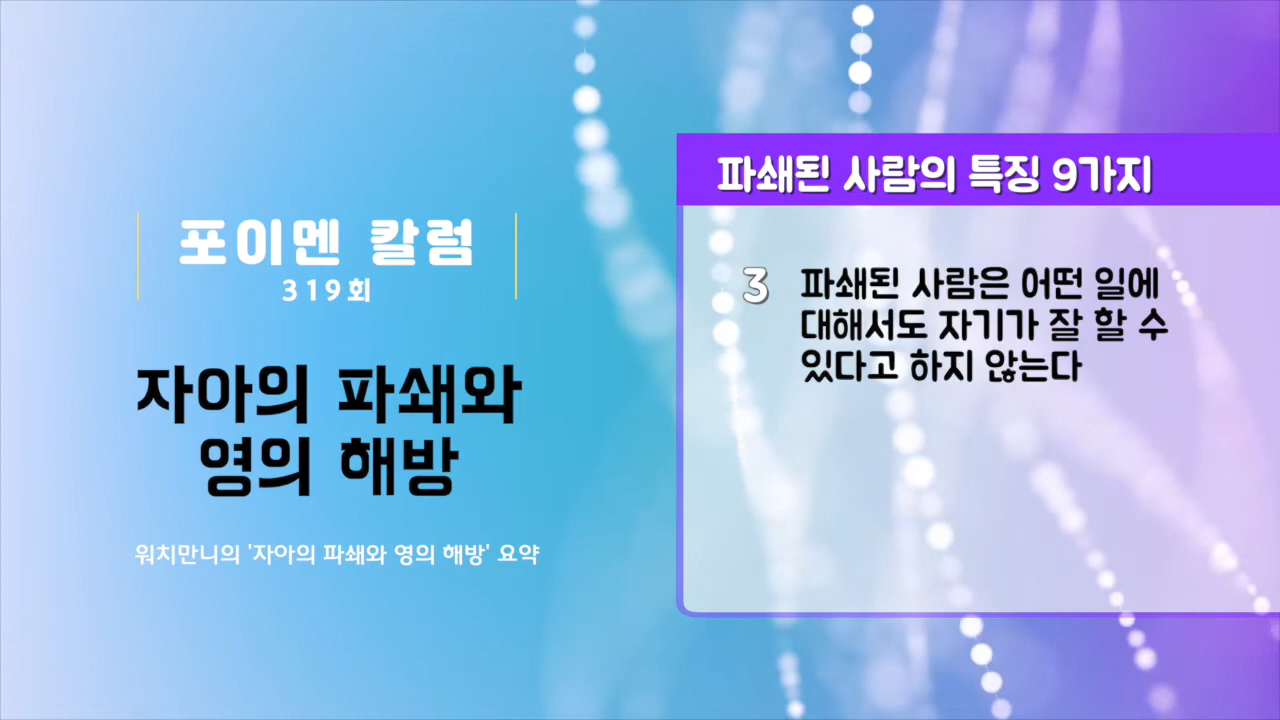 포이멘 칼럼
319회
자아의 파쇄와
영의 해방
워치만니의 '자아의 파쇄와 영의 해방' 요약
파쇄된 사람의 특징 9가지
3 파쇄된 사람은 어떤 일에
대해서도 자기가 잘 할 수
있다고 하지 않는다